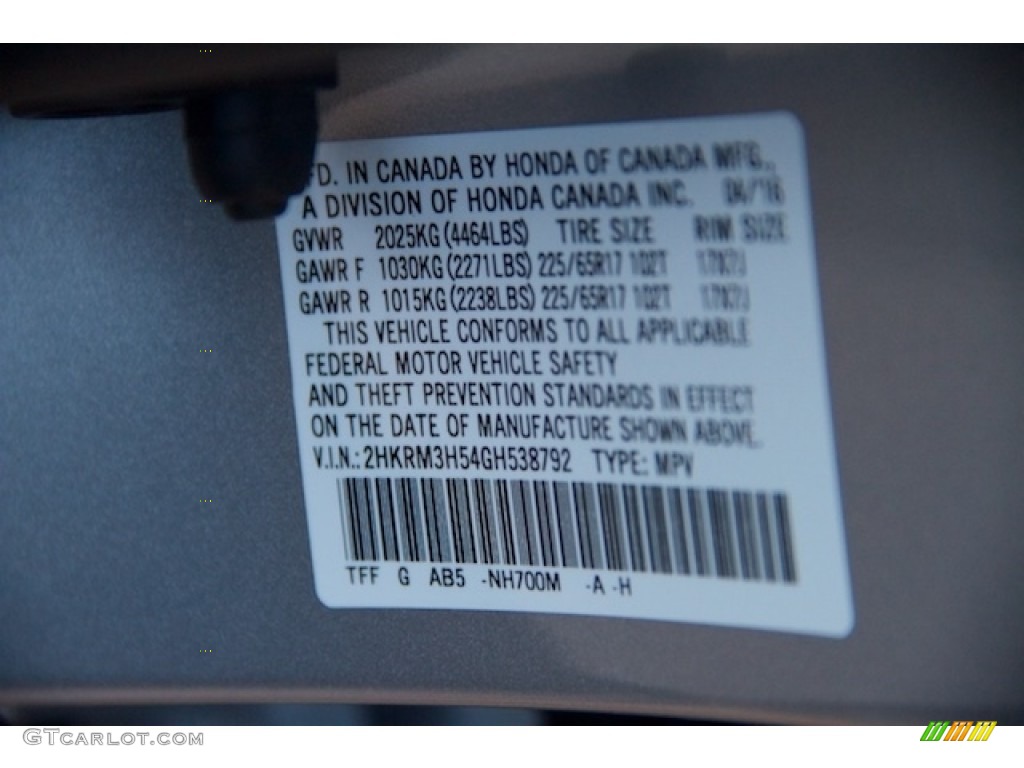 FD. IN CANADA BY HONDA OF CANADA MFG.,
A DIVISION OF HONDA CANADA INC. 04/16
GVWR 2025KG(4464LBS) TIRE SIZE RIM SIZE
GAWR F 1030KG(2271LBS) 225/65R17 102T 17X7J
GAWR R 1015KG(2238LBS) 225/65R17 102T 17X7J
THIS VEHICLE CONFORMS TO ALL APPLICABLE
FEDERAL MOTOR VEHICLE SAFETY
AND THEFT PREVENTION STANDARDS IN EFFECT
ON THE DATE OF MANUFACTURE SHOWN ABOVE.
V.I.N.: 2HKRM3H54GH538792 TYPE: MPV
TFF G AB5 -NH700M -A -H
GTcarlot.com